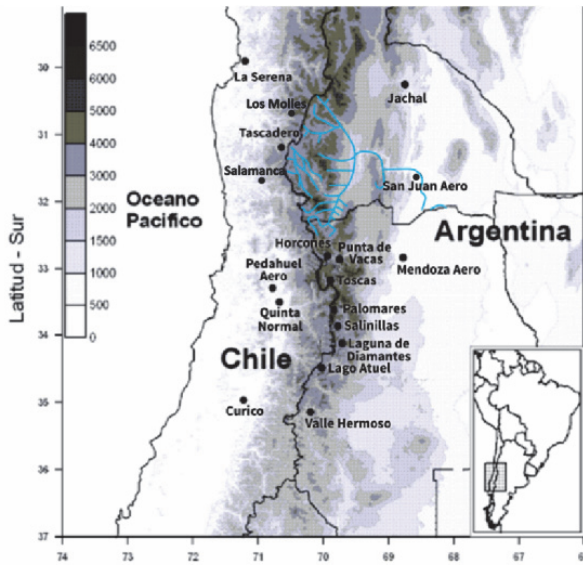 6500
6000
5000
4000
3000
2000
1000
500
0
30
31
32
33
34
35
36
37
Latitud - Sur
La Serena
Los Molles
Jachal
Tascadero
Salamanca
San Juan Aero
Oceano
Pacifico
Argentina
Horcones
Punta de
Vacas
Mendoza Aero
Pedahuel
Aero
Toscas
Quinta
Normal
Palomares
Salinillas
Chile
Laguna de
Diamantes
Lago Atuel
Curico
Valle Hermoso
74
73
72
71
70
69
68
67